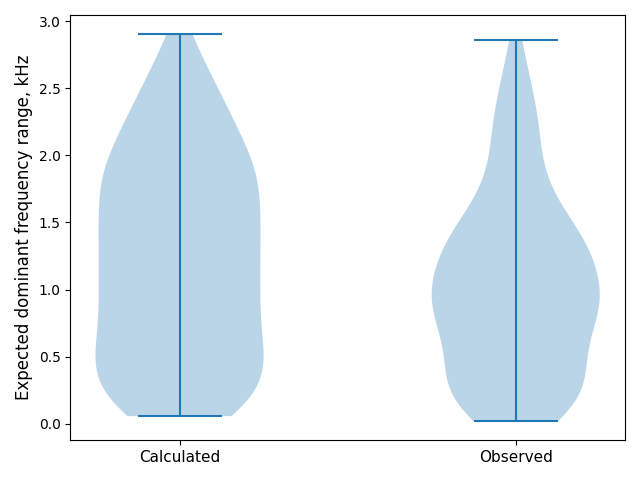 Expected dominant frequency range, kHz
3.0
2.5
2.0
1.5
1.0
0.5
0.0
Calculated
Observed